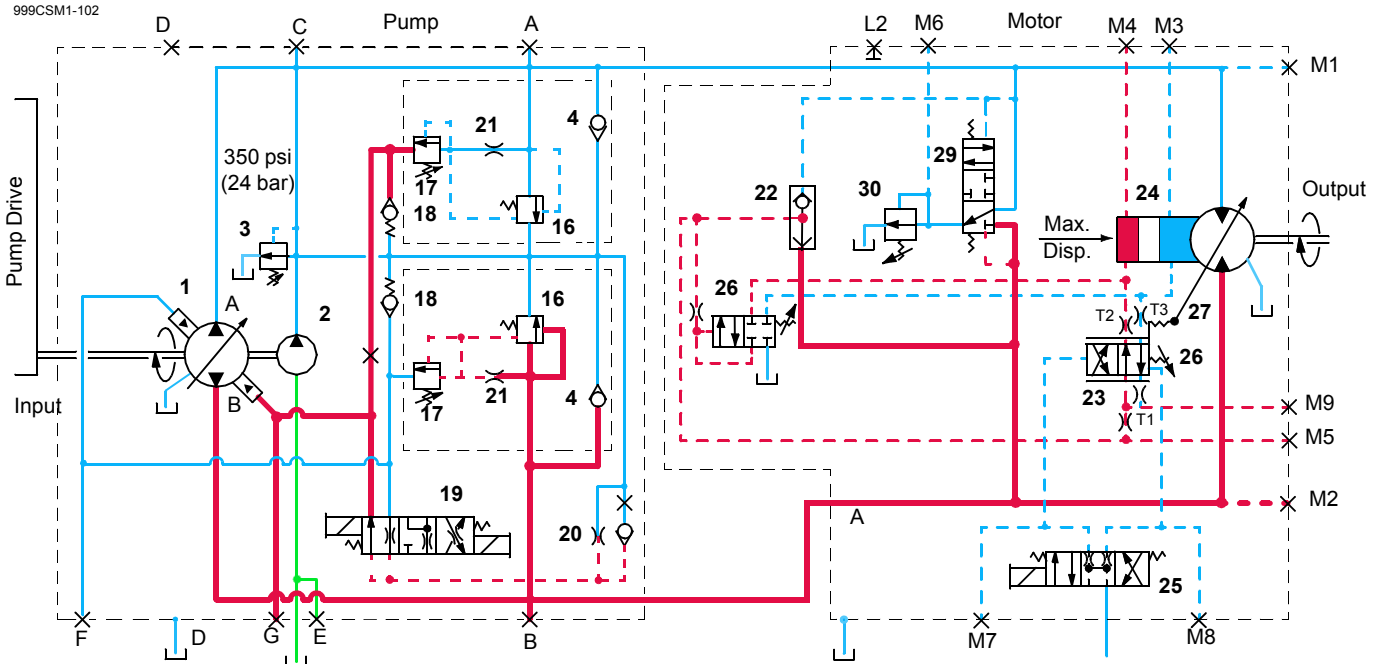 999CSM1-102
D
C
Pump
A
L2
M6
Motor
M4
M3
M1
Pump Drive
350 psi
(24 bar)
21
4
17
18
16
3
29
22
30
24
Output
Max.
Disp.
1
A
2
B
Input
18
16
21
17
4
26
T2
T3
27
26
23
T1
M9
M5
19
20
A
M2
25
F
D
G
E
B
M7
M8